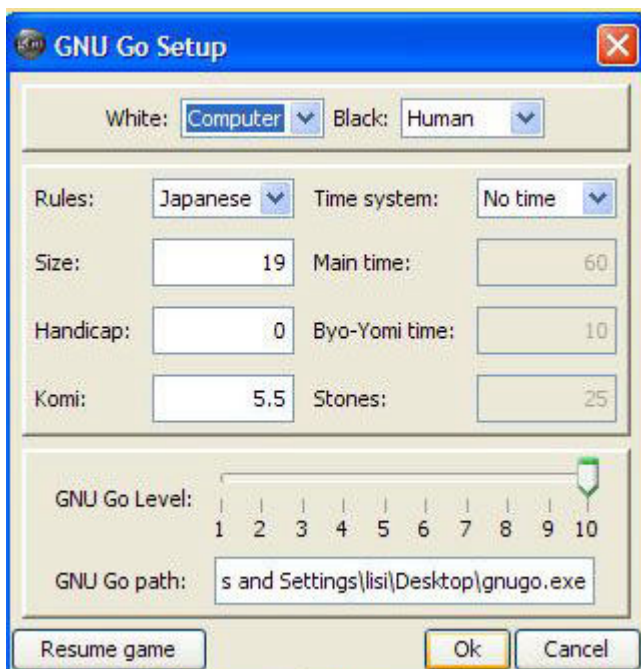 GNU Go Setup
White: Computer Black: Human
Rules: Japanese Time system: No time
Size: 19 Main time: 60
Handicap: 0 Byo-Yomi time: 10
Komi: 5.5 Stones: 25
GNU Go Level:
1 2 3 4 5 6 7 8 9 10
GNU Go path: s and Settings\lisi\Desktop\gnugo.exe
Resume game Ok Cancel